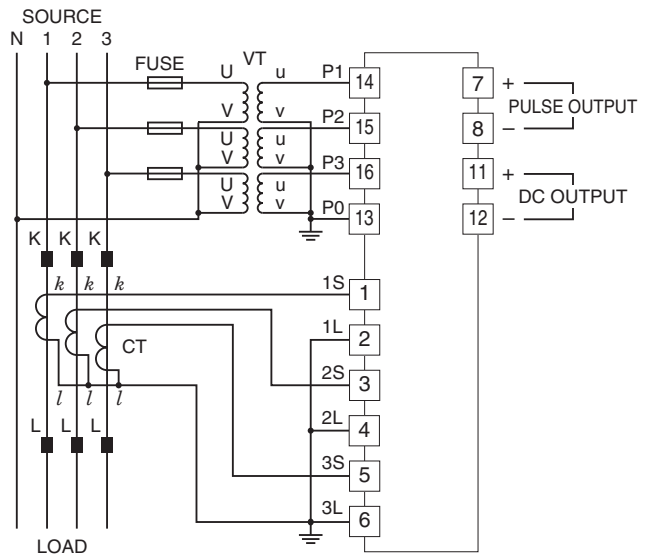 SOURCE
N 1 2 3
FUSE
VT
U u P1 14
V v
U u P2 15
V v
U u P3 16
V v P0 13
7 +
PULSE OUTPUT
8 −
11 +
DC OUTPUT
12 −
K K K
k k k
1S 1
1L 2
CT
2S 3
l l l
2L 4
L L L
3S 5
3L 6
LOAD